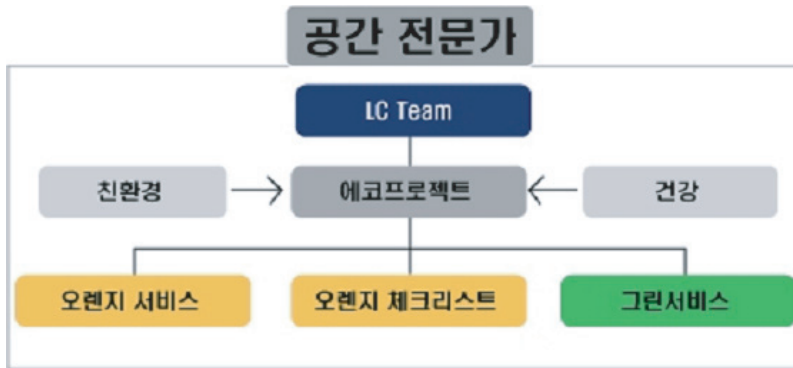 공간 전문가
LC Team
친환경
에코프로젝트
건강
오렌지 서비스
오렌지 체크리스트
그린서비스